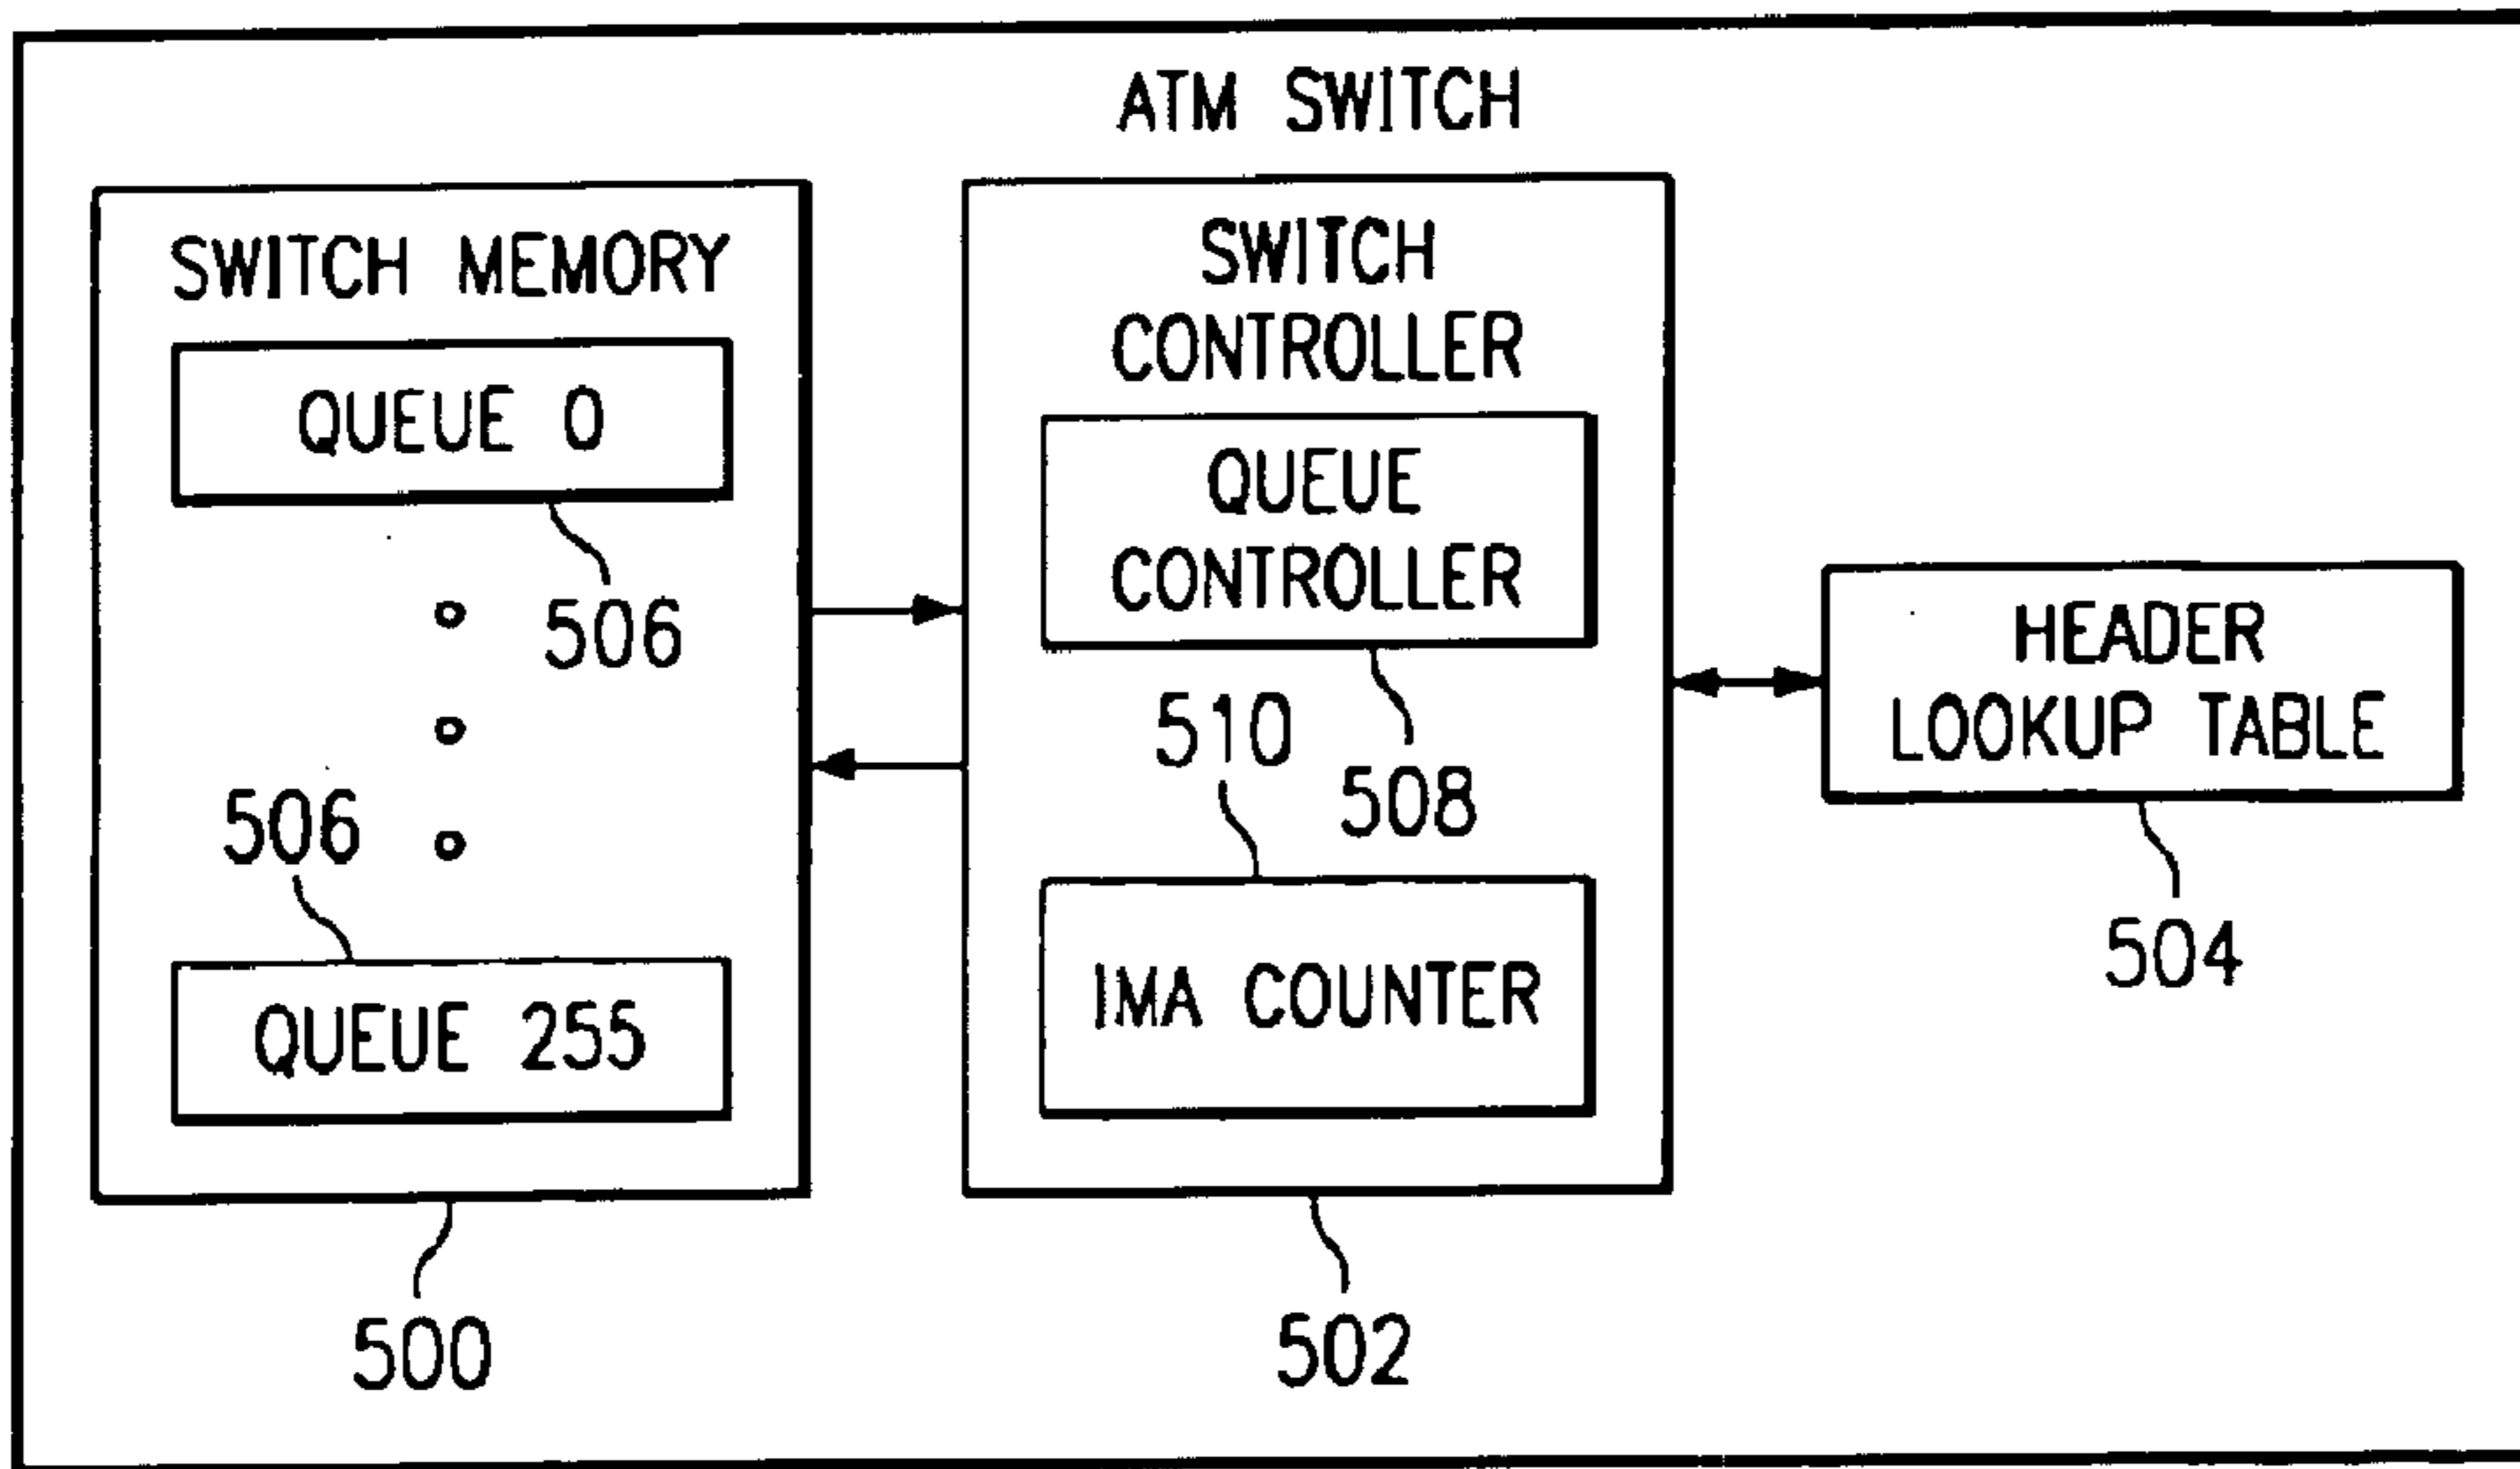 ATM SWITCH
SWITCH MEMORY
QUEUE 0
506
506
QUEUE 255
500
SWITCH
CONTROLLER
QUEUE
CONTROLLER
508
510
IMA COUNTER
502
HEADER
LOOKUP TABLE
504